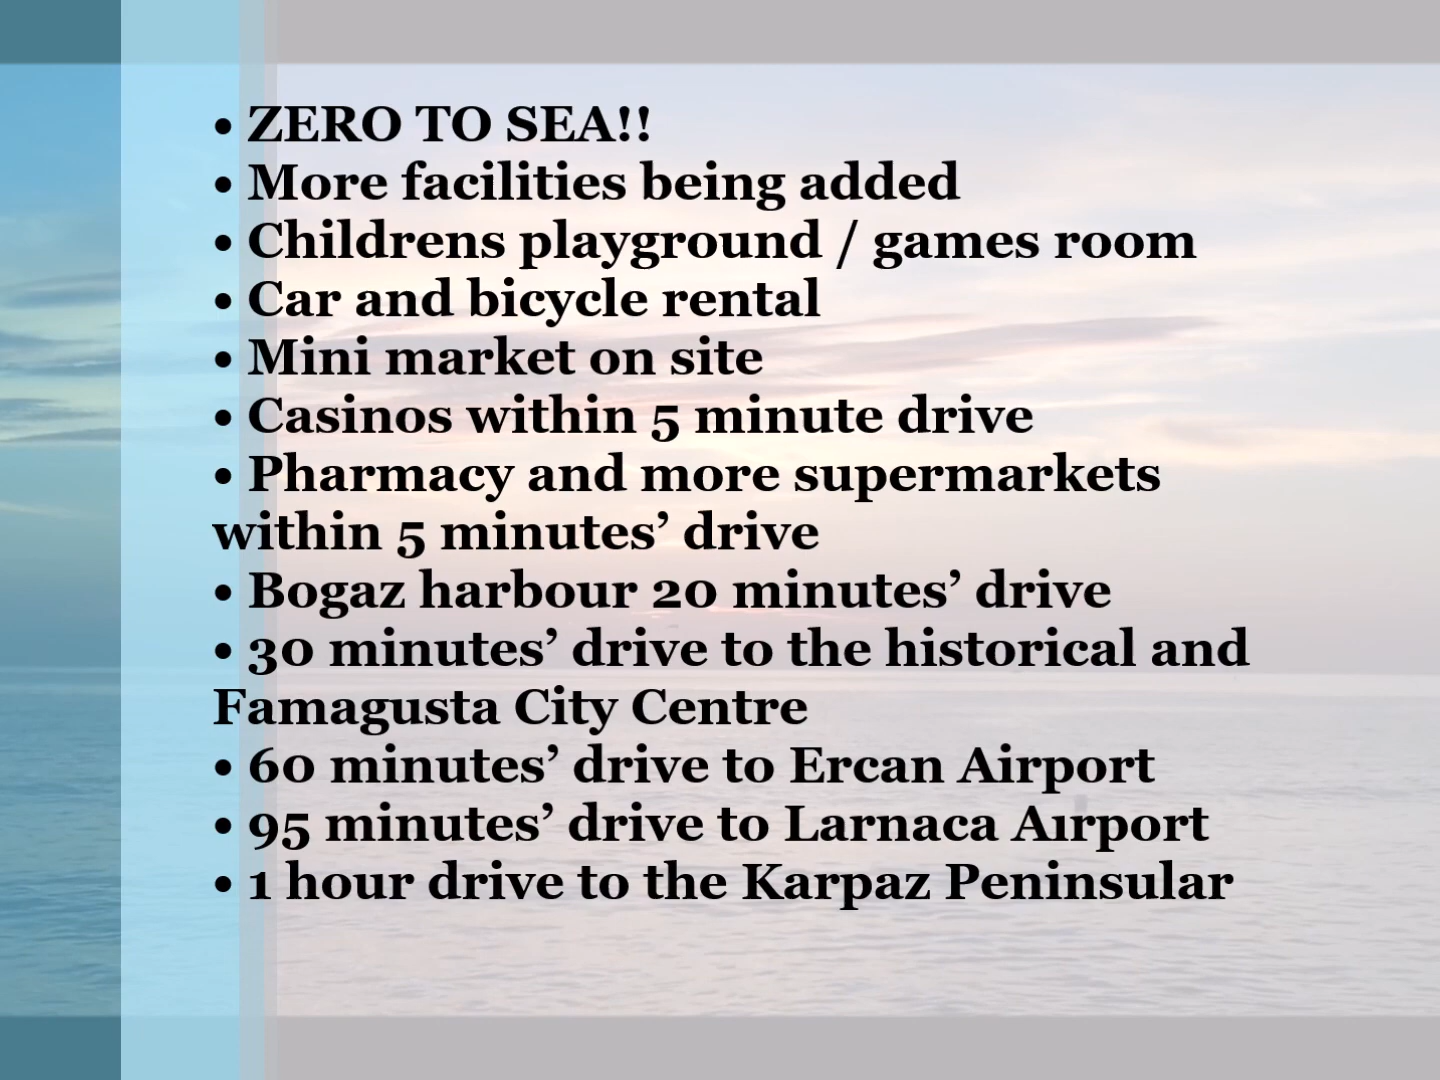 • ZERO TO SEA!!
• More facilities being added
• Childrens playground / games room
• Car and bicycle rental
• Mini market on site
• Casinos within 5 minute drive
• Pharmacy and more supermarkets
within 5 minutes’ drive
• Bogaz harbour 20 minutes’ drive
• 30 minutes’ drive to the historical and
Famagusta City Centre
• 60 minutes’ drive to Ercan Airport
• 95 minutes’ drive to Larnaca Aırport
• 1 hour drive to the Karpaz Peninsular